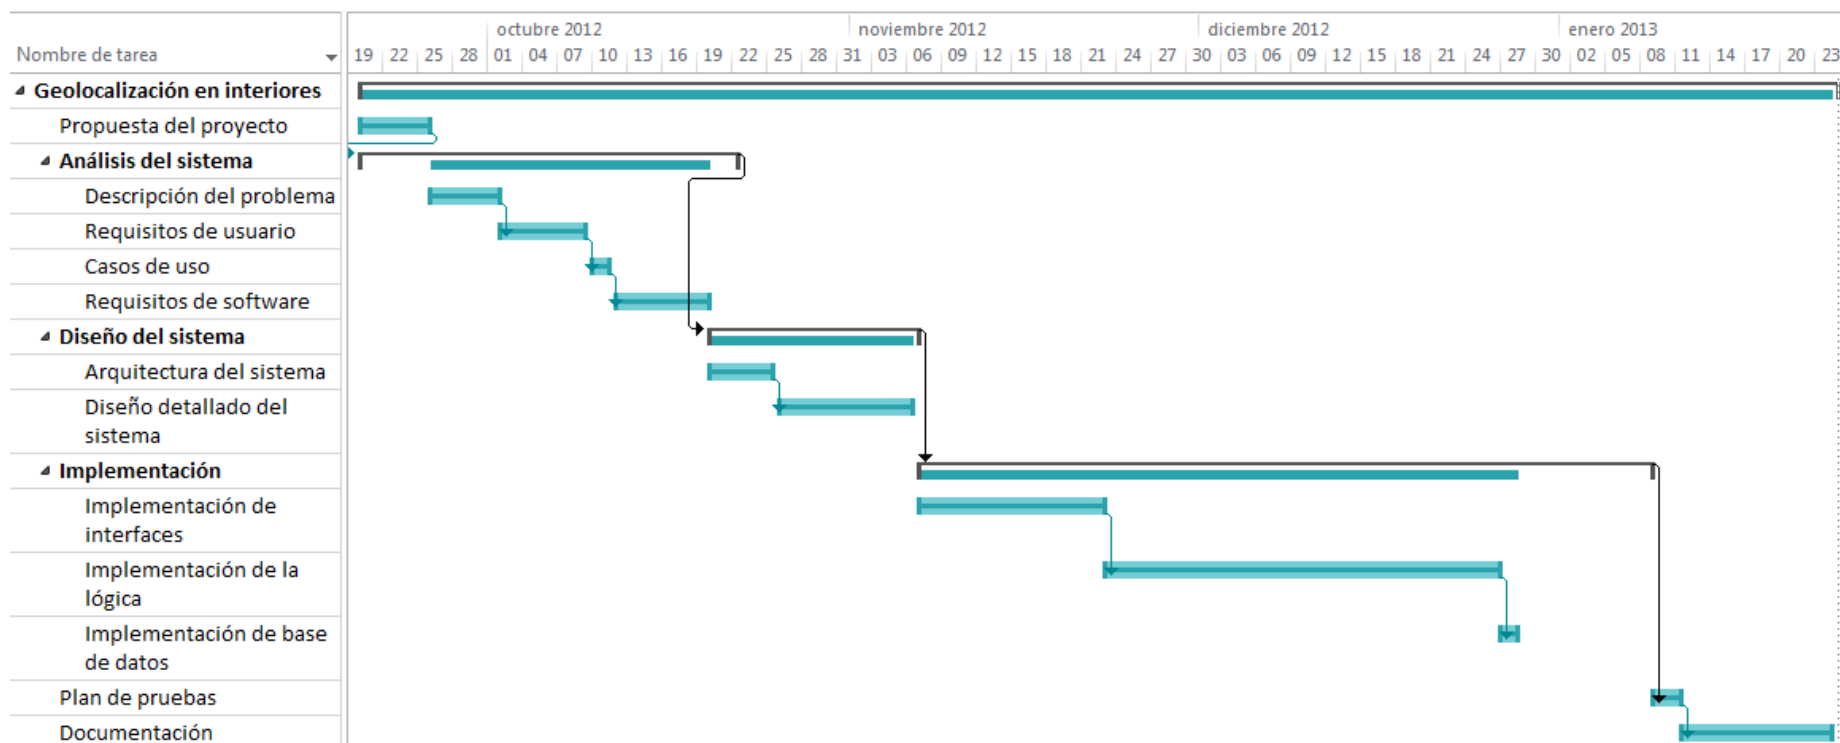 octubre 2012 noviembre 2012 diciembre 2012 enero 2013
Nombre de tarea 19 22 25 28 01 04 07 10 13 16 19 22 25 28 31 03 06 09 12 15 18 21 24 27 30 03 06 09 12 15 18 21 24 27 30 02 05 08 11 14 17 20 23
Geolocalización en interiores
Propuesta del proyecto
Análisis del sistema
Descripción del problema
Requisitos de usuario
Casos de uso
Requisitos de software
Diseño del sistema
Arquitectura del sistema
Diseño detallado del
sistema
Implementación
Implementación de
interfaces
Implementación de la
lógica
Implementación de base
de datos
Plan de pruebas
Documentación